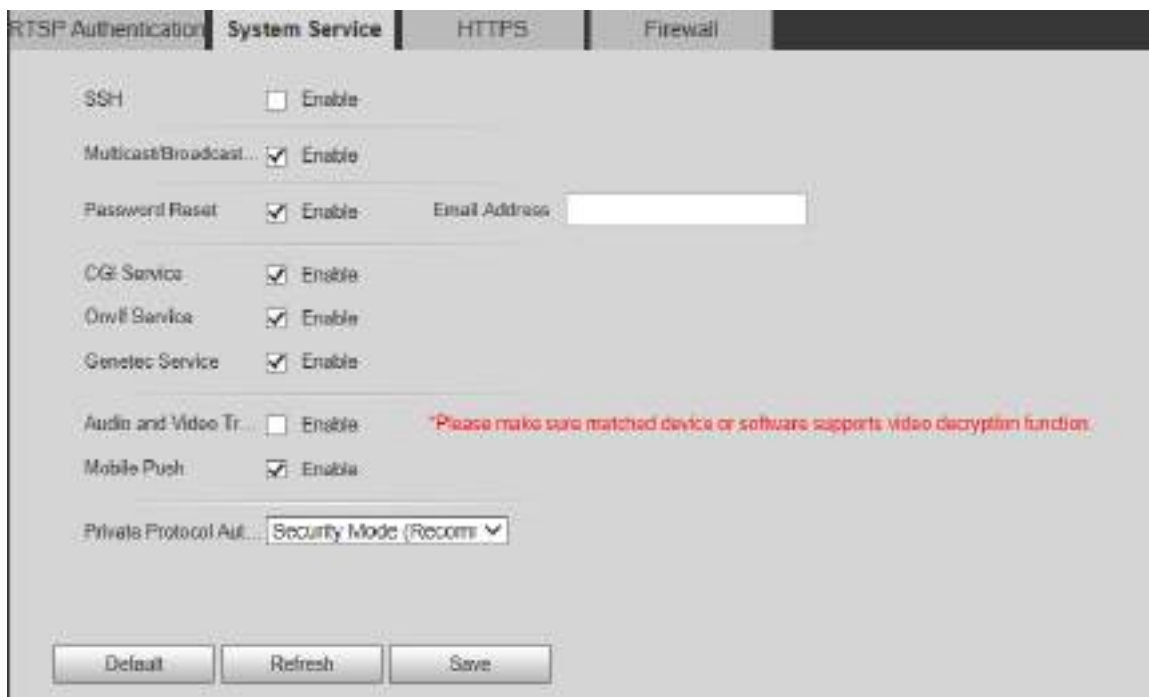 RTSP Authentication System Service HTTPS Firewall
SSH Enable
Multicast/Broadcast... Enable
Password Reset Enable Email Address
CGI Service Enable
Onvif Service Enable
Genetec Service Enable
Audio and Video Tr... Enable *Please make sure matched device or software supports video decryption function.
Mobile Push Enable
Private Protocol Aut... Security Mode (Recomm
Default Refresh Save